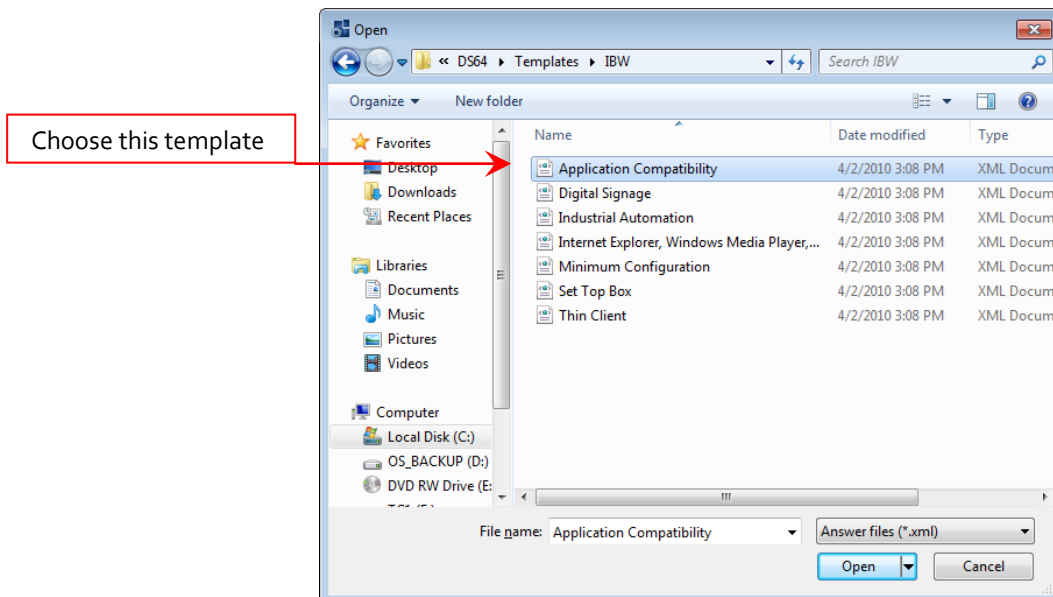 Open
« DS64 Templates IBW
Search IBW
Organize
New folder
Choose this template
Favorites
Desktop
Downloads
Recent Places
Libraries
Documents
Music
Pictures
Videos
Computer
Local Disk (C:)
OS_BACKUP (D:)
DVD RW Drive (E:
Name Date modified Type
Application Compatibility 4/2/2010 3:08 PM XML Docum
Digital Signage 4/2/2010 3:08 PM XML Docum
Industrial Automation 4/2/2010 3:08 PM XML Docum
Internet Explorer, Windows Media Player,... 4/2/2010 3:08 PM XML Docum
Minimum Configuration 4/2/2010 3:08 PM XML Docum
Set Top Box 4/2/2010 3:08 PM XML Docum
Thin Client 4/2/2010 3:08 PM XML Docum
File name: Application Compatibility Answer files (*.xml)
Open Cancel